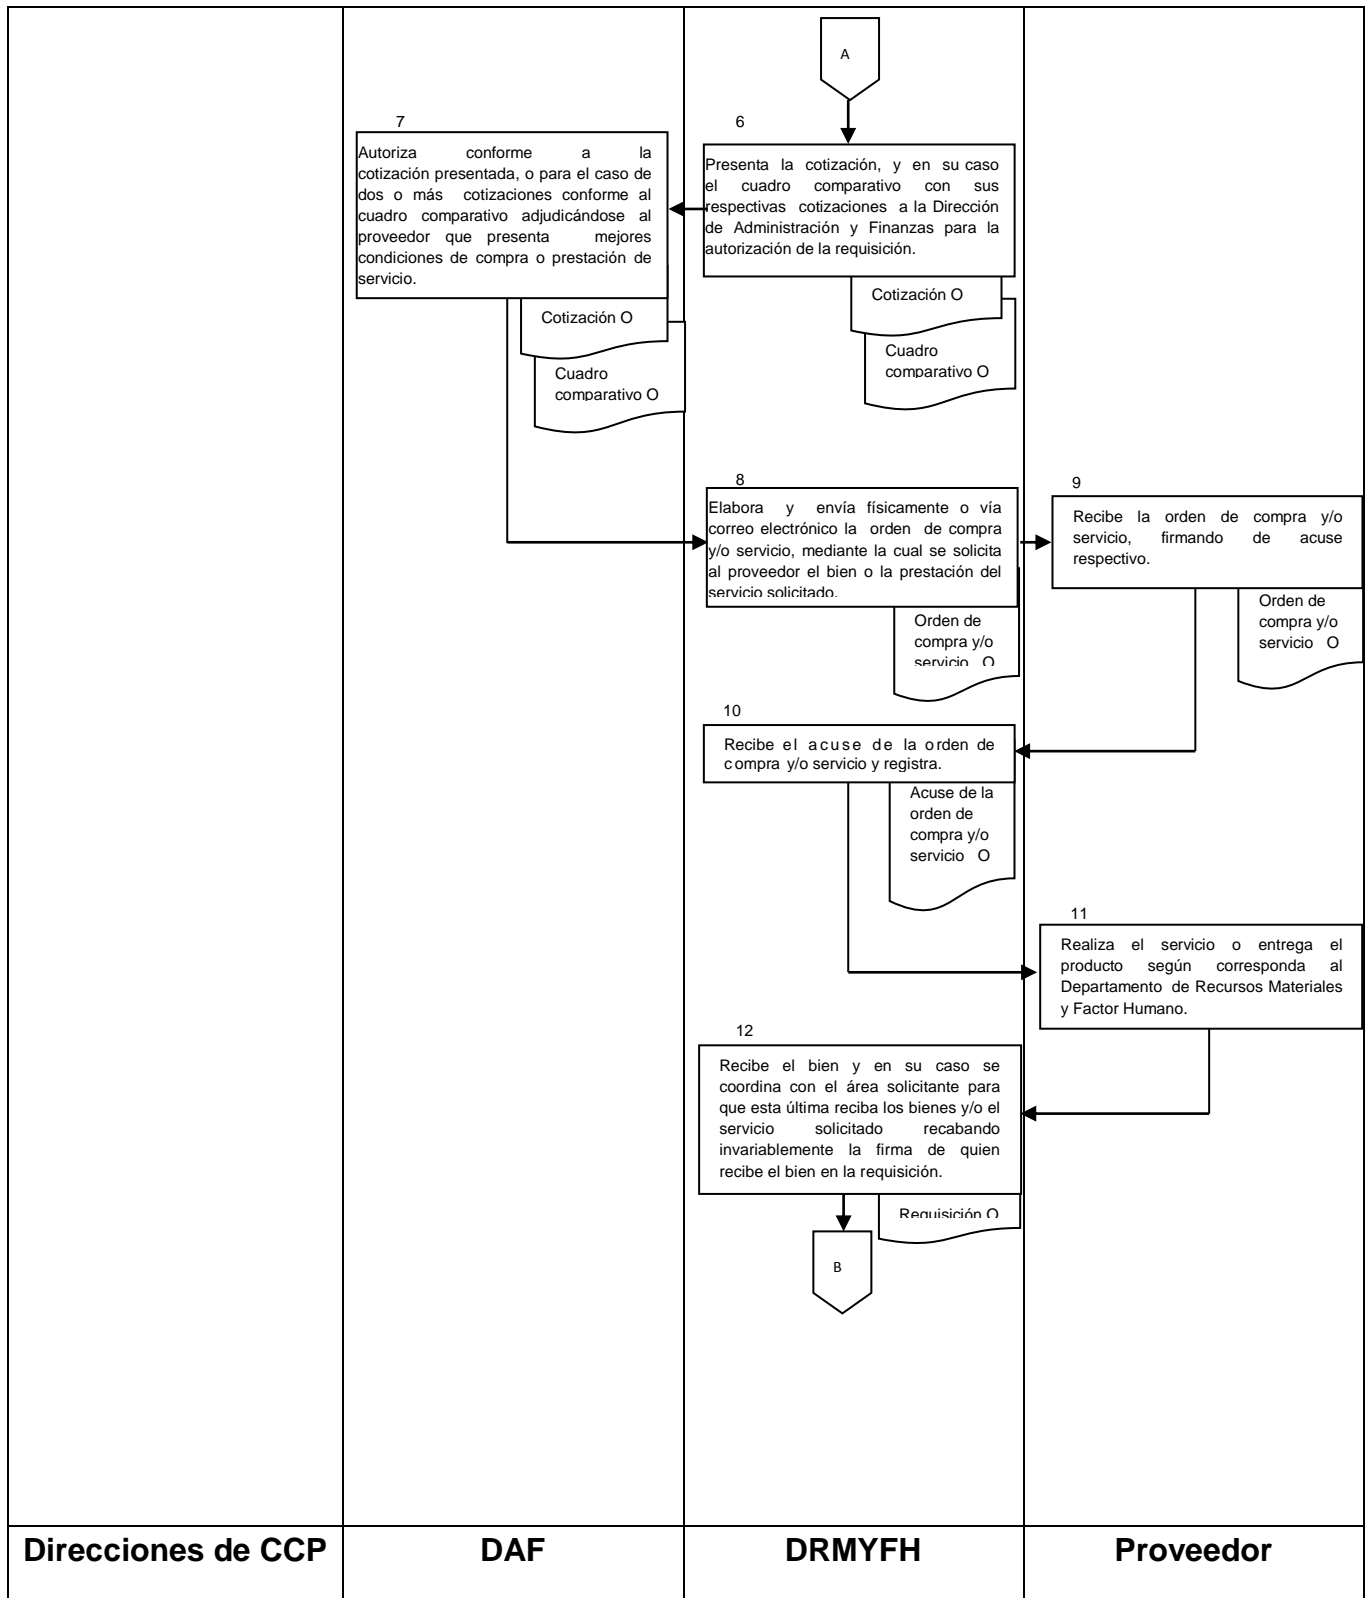 A
6
Presenta la cotización, y en su caso
el cuadro comparativo con sus
respectivas cotizaciones a la Dirección
de Administración y Finanzas para la
autorización de la requisición.
Cotización O
Cuadro
comparativo O
7
Autoriza conforme a la
cotización presentada, o para el caso de
dos o más cotizaciones conforme al
cuadro comparativo adjudicándose al
proveedor que presenta mejores
condiciones de compra o prestación de
servicio.
Cotización O
Cuadro
comparativo O
8
Elabora y envía físicamente o vía
correo electrónico la orden de compra
y/o servicio, mediante la cual se solicita
al proveedor el bien o la prestación del
servicio solicitado.
Orden de
compra y/o
servicio O
9
Recibe la orden de compra y/o
servicio, firmando de acuse
respectivo.
Orden de
compra y/o
servicio O
10
Recibe el acuse de la orden de
compra y/o servicio y registra.
Acuse de la
orden de
compra y/o
servicio O
11
Realiza el servicio o entrega el
producto según corresponda al
Departamento de Recursos Materiales
y Factor Humano.
12
Recibe el bien y en su caso se
coordina con el área solicitante para
que esta última reciba los bienes y/o el
servicio solicitado recabando
invariablemente la firma de quien
recibe el bien en la requisición.
Requisición O
B
Direcciones de CCP
DAF
DRMYFH
Proveedor